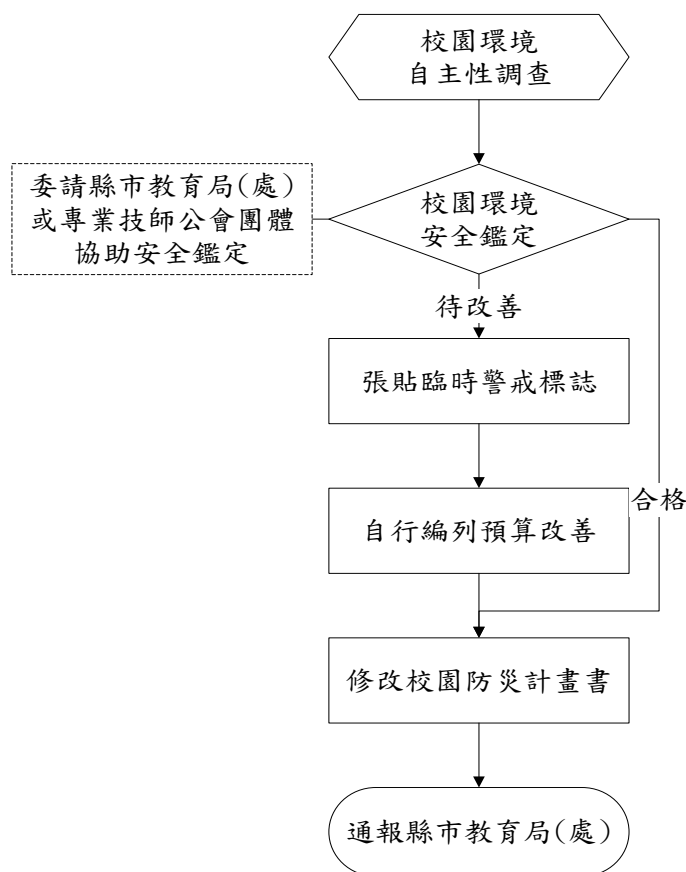 校園環境
自主性調查
委請縣市教育局(處)
或專業技師公會團體
協助安全鑑定
校園環境
安全鑑定
待改善
張貼臨時警戒標誌
合格
自行編列預算改善
修改校園防災計畫書
通報縣市教育局(處)